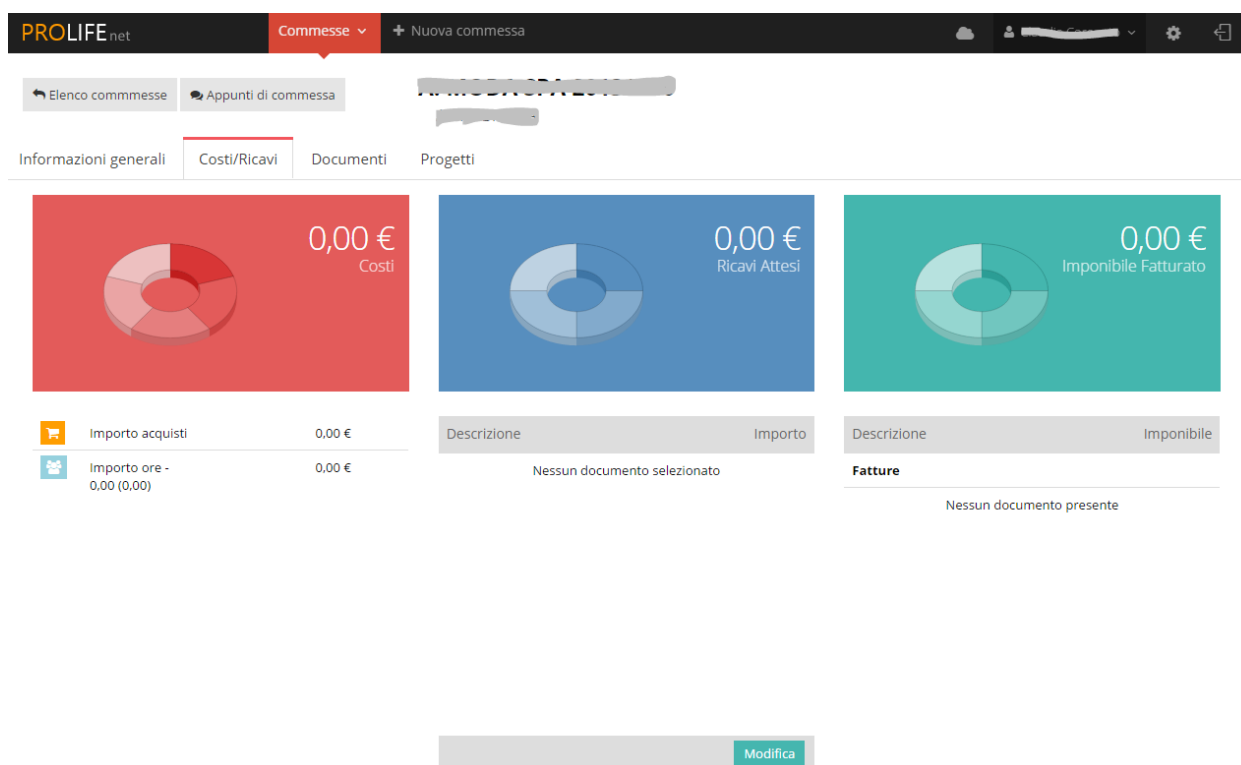 PROLIFE net Commesse + Nuova commessa
Elenco commmesse Appunti di commessa
Informazioni generali Costi/Ricavi Documenti Progetti
0,00 € 0,00 € 0,00 €
Costi Ricavi Attesi Imponibile Fatturato
Importo acquisti 0,00 € Descrizione Importo Descrizione Imponibile
Importo ore - 0,00 € Nessun documento selezionato Fatture
0,00 (0,00)
Nessun documento presente
Modifica